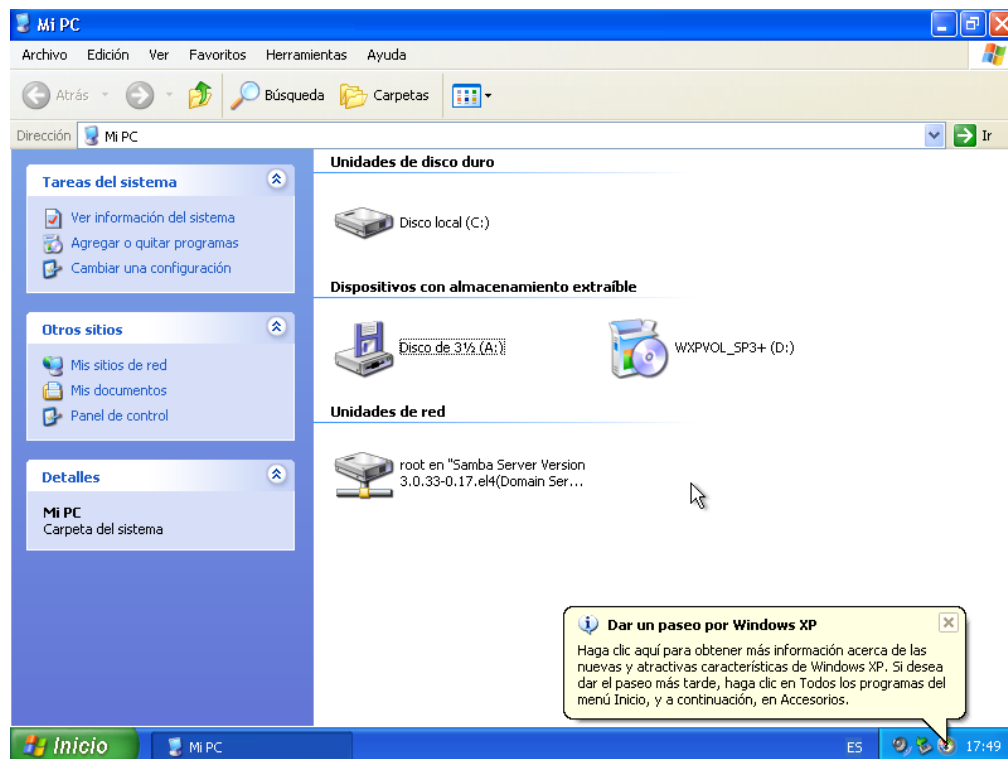 Mi PC
Archivo Edición Ver Favoritos Herramientas Ayuda
Atrás Búsqueda Carpetas
Dirección Mi PC Ir
Tareas del sistema
Ver información del sistema
Agregar o quitar programas
Cambiar una configuración
Otros sitios
Mis sitios de red
Mis documentos
Panel de control
Detalles
Mi PC
Carpeta del sistema
Unidades de disco duro
Disco local (C:)
Dispositivos con almacenamiento extraíble
Disco de 3½ (A:)
WXPVOL_SP3+ (D:)
Unidades de red
root en "Samba Server Version
3.0.33-0.17.el4(Domain Ser...
Dar un paseo por Windows XP
Haga clic aquí para obtener más información acerca de las
nuevas y atractivas características de Windows XP. Si desea
dar el paseo más tarde, haga clic en Todos los programas del
menú Inicio, y a continuación, en Accesorios.
Inicio Mi PC ES 17:49